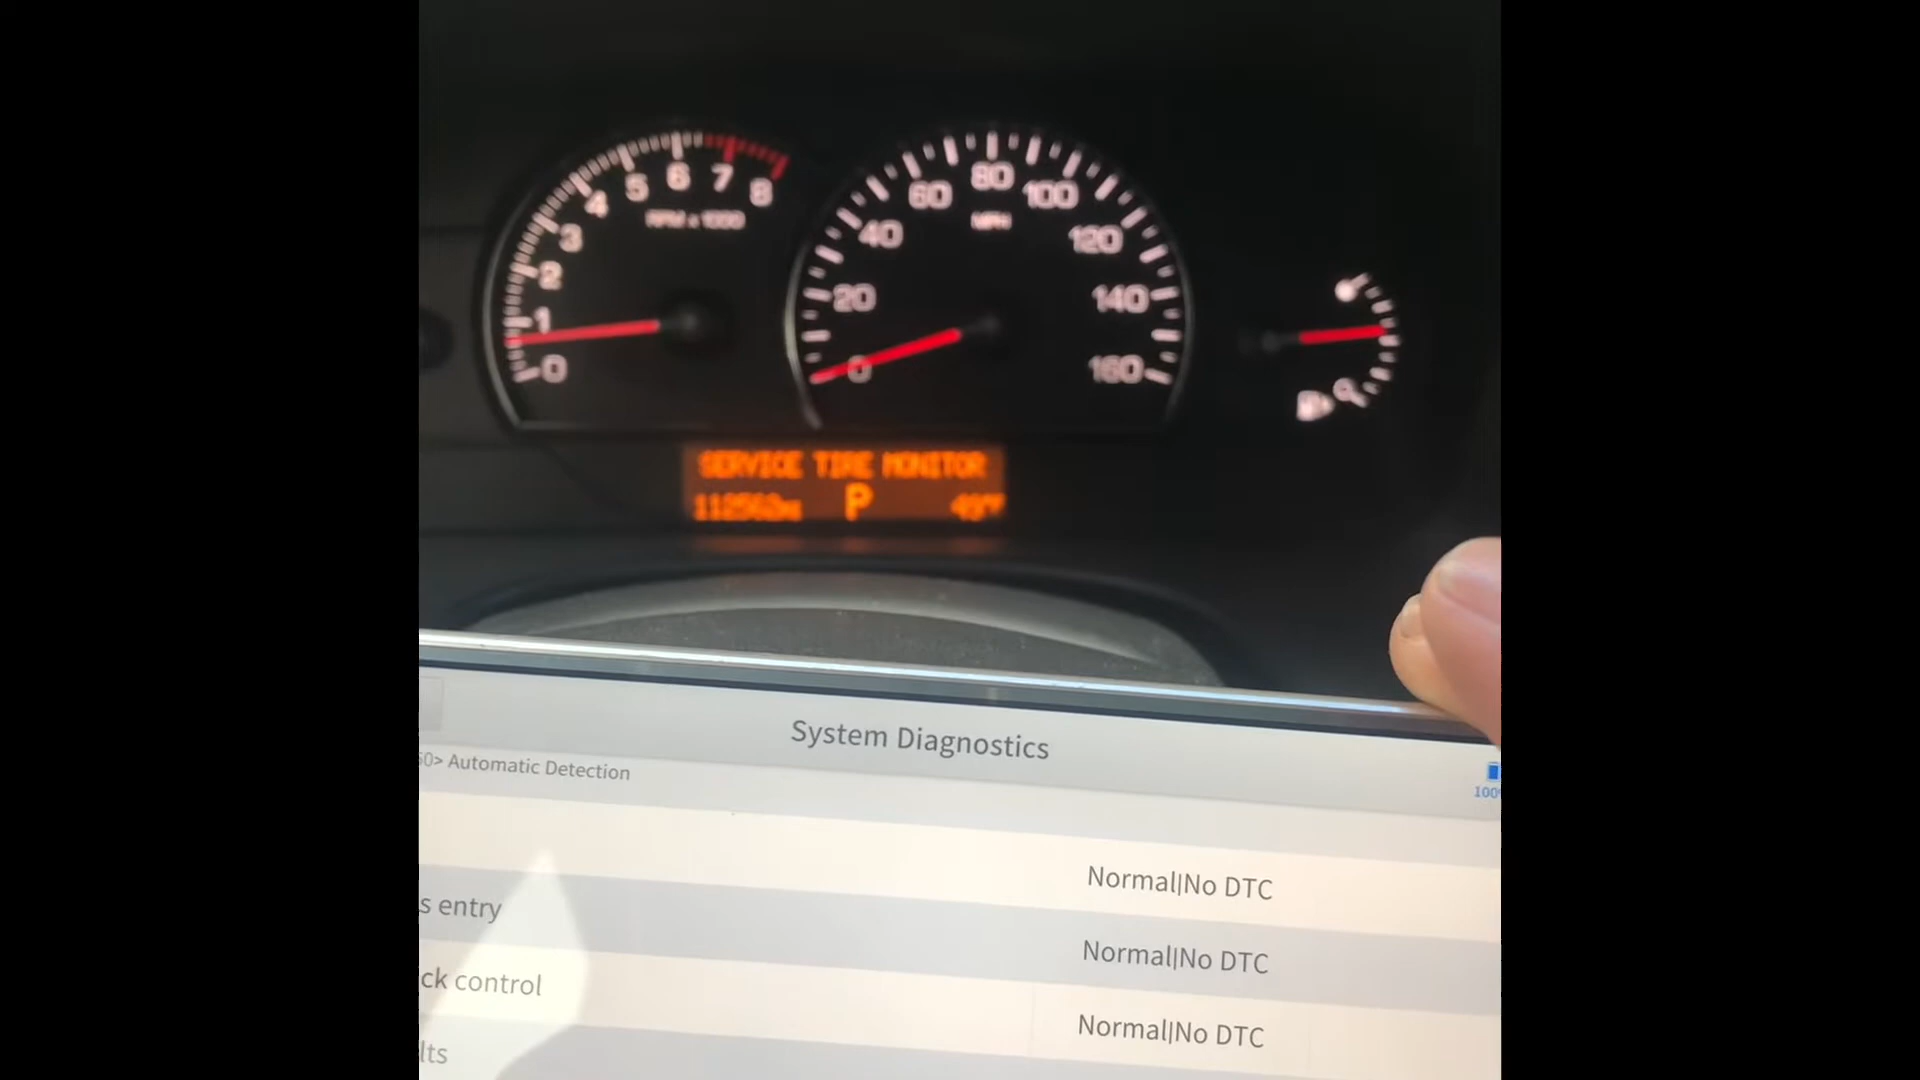 0 1 2 3 4 5 6 7 8
RPM x 1000
0 20 40 60 80 100 120 140 160
MPH
SERVICE TIRE MONITOR
P
System Diagnostics
> Automatic Detection
Normal|No DTC
s entry
Normal|No DTC
ck control
Normal|No DTC
lts